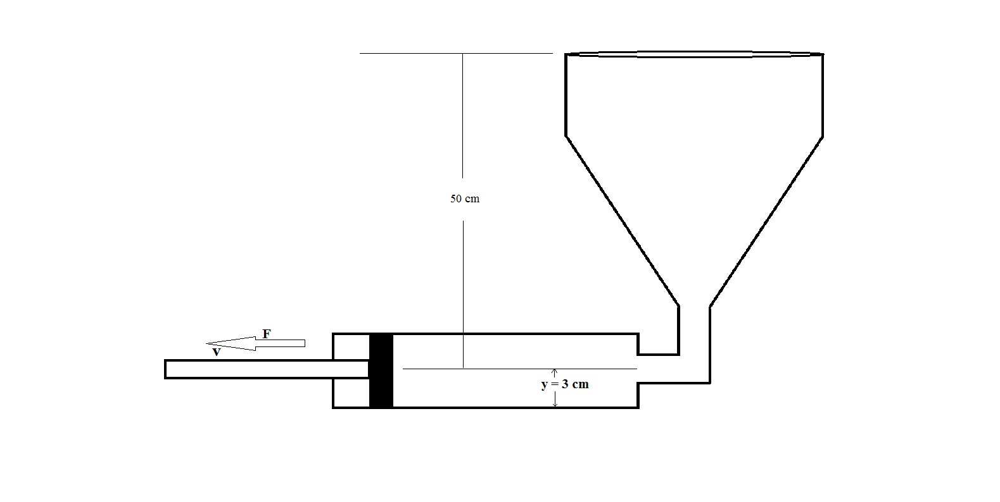 50 cm
F
v
y = 3 cm